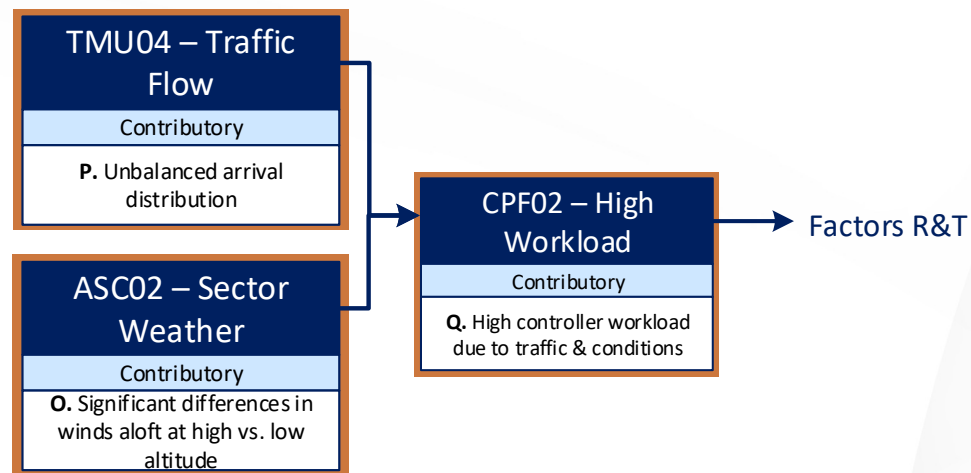 TMU04 – Traffic
Flow
Contributory
P. Unbalanced arrival
distribution
ASC02 – Sector
Weather
Contributory
O. Significant differences in
winds aloft at high vs. low
altitude
CPF02 – High
Workload
Contributory
Q. High controller workload
due to traffic & conditions
Factors R&T